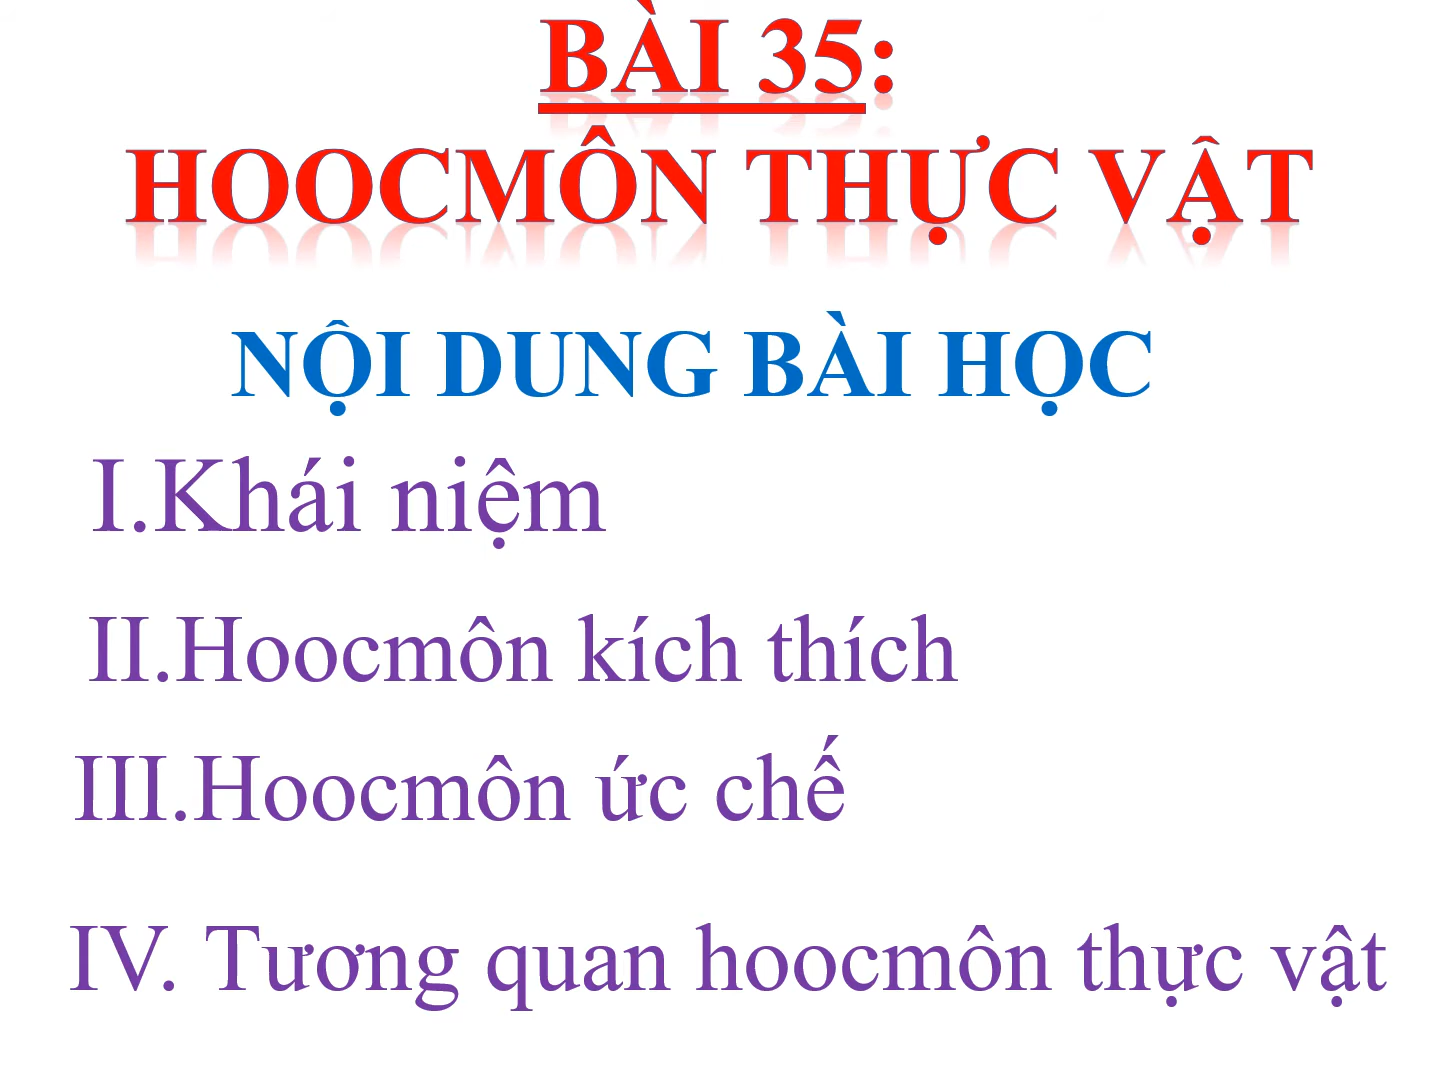 BÀI 35:
HOOCMÔN THỰC VẬT
NỘI DUNG BÀI HỌC
I.Khái niệm
II.Hoocmôn kích thích
III.Hoocmôn ức chế
IV. Tương quan hoocmôn thực vật